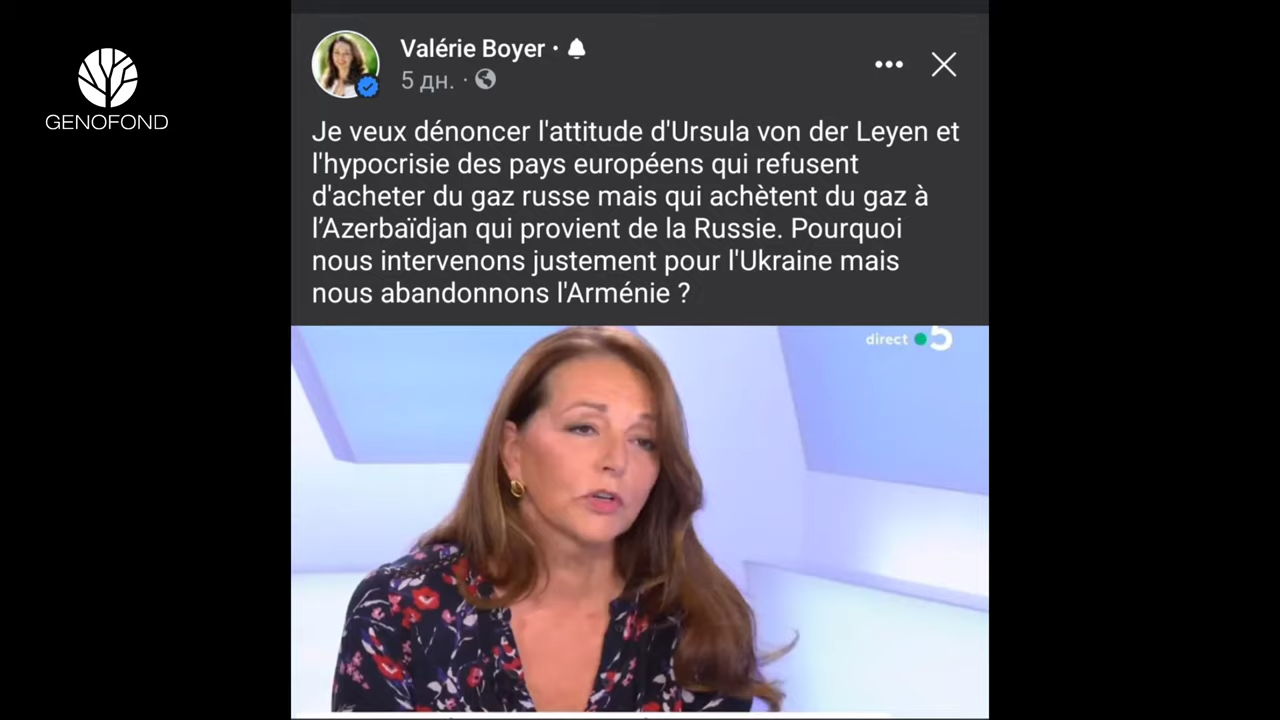 GENOFOND
Valérie Boyer ·
5 дн. ·
Je veux dénoncer l'attitude d'Ursula von der Leyen et
l'hypocrisie des pays européens qui refusent
d'acheter du gaz russe mais qui achètent du gaz à
l’Azerbaïdjan qui provient de la Russie. Pourquoi
nous intervenons justement pour l'Ukraine mais
nous abandonnons l'Arménie ?
direct 5